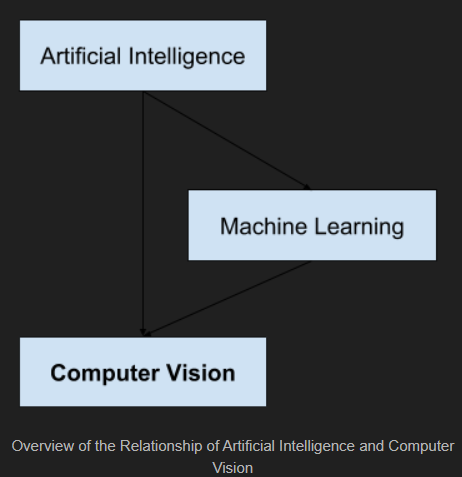 Artificial Intelligence
Machine Learning
Computer Vision
Overview of the Relationship of Artificial Intelligence and Computer
Vision